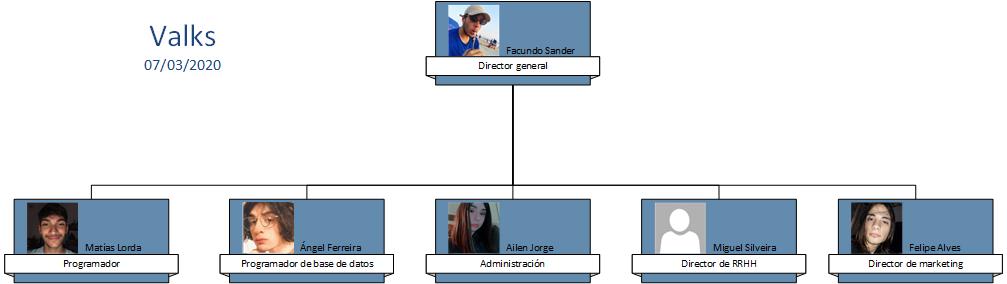 Valks
07/03/2020
Facundo Sander
Director general
Matías Lorda
Programador
Ángel Ferreira
Programador de base de datos
Ailen Jorge
Administración
Miguel Silveira
Director de RRHH
Felipe Alves
Director de marketing